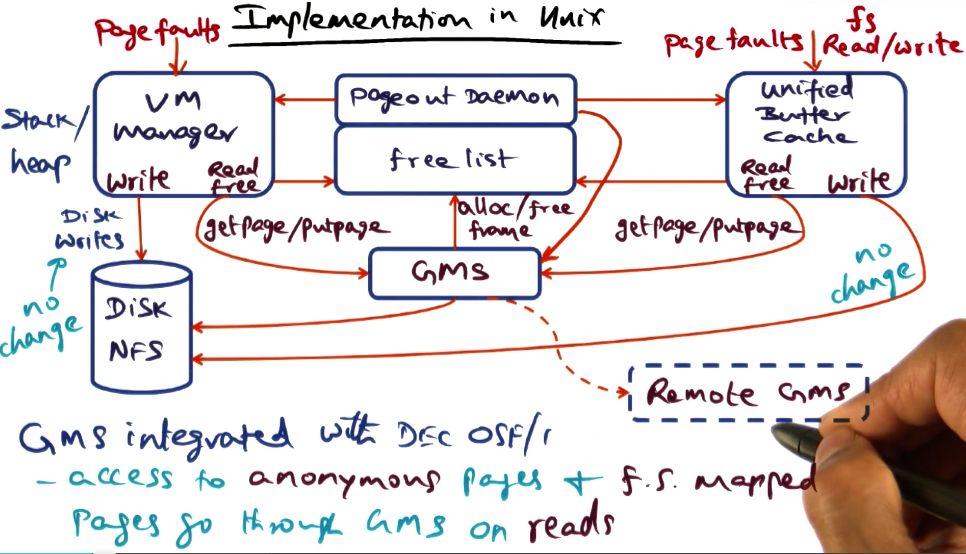 Implementation in Unix
Page faults
Page faults
fs
Read/write
VM
manager
write
Read
free
Stack/
heap
Pageout Daemon
free list
Unified
Buffer
Cache
Read
free
write
Disk
writes
no
change
getpage/putpage
alloc/free
frame
getpage/putpage
GMS
no
change
Disk
NFS
Remote GMS
GMS integrated with DEC OSF/1
- access to anonymous pages + f.s. mapped
pages go through GMS on reads